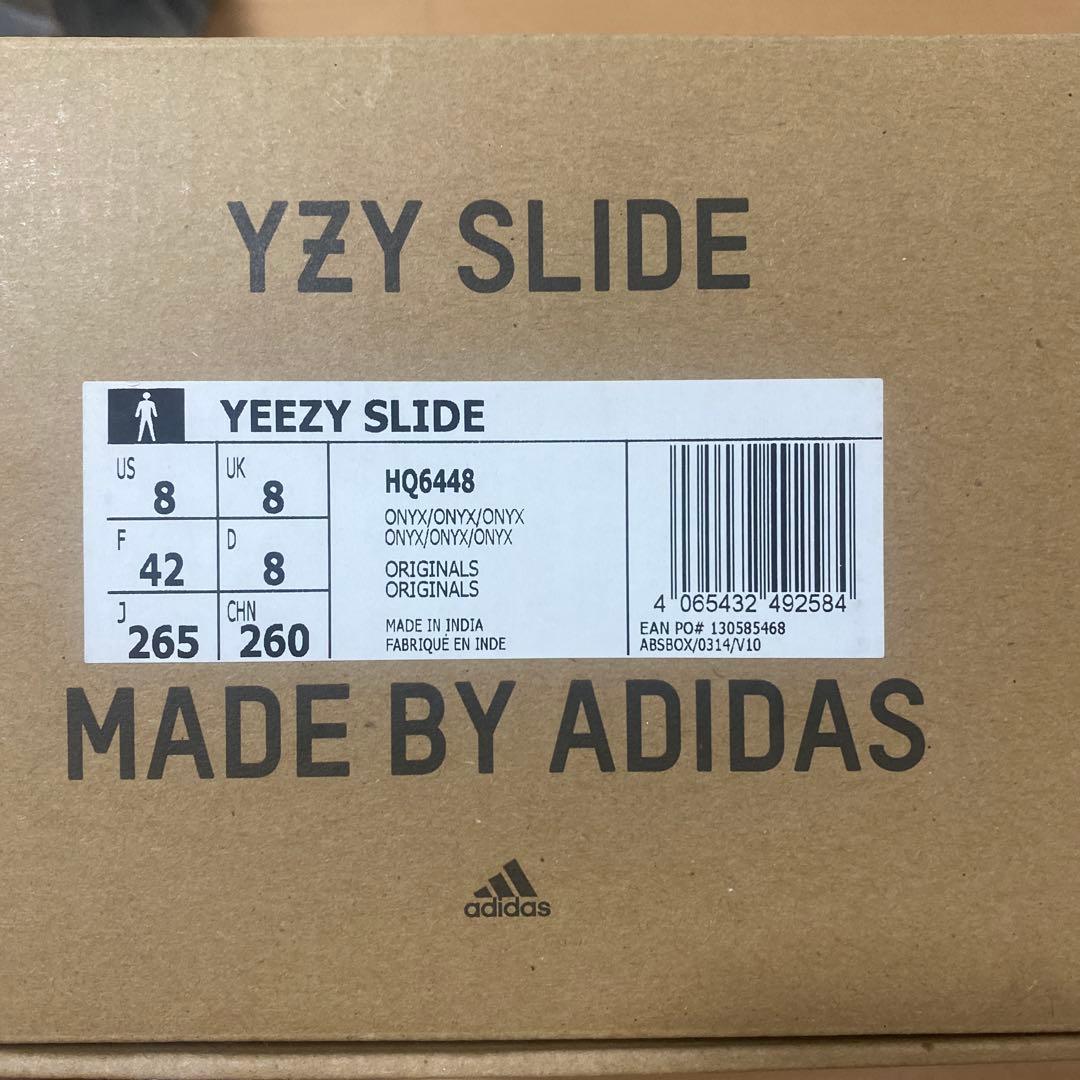 YZY SLIDE
YEEZY SLIDE
US 8 UK 8
F 42 D 8
J 265 CHN 260
HQ6448
ONYX/ONYX/ONYX
ONYX/ONYX/ONYX
ORIGINALS
ORIGINALS
MADE IN INDIA
FABRIQUÉ EN INDE
4 065432 492584
EAN PO# 130585468
ABSBOX/0314/V10
MADE BY ADIDAS
adidas